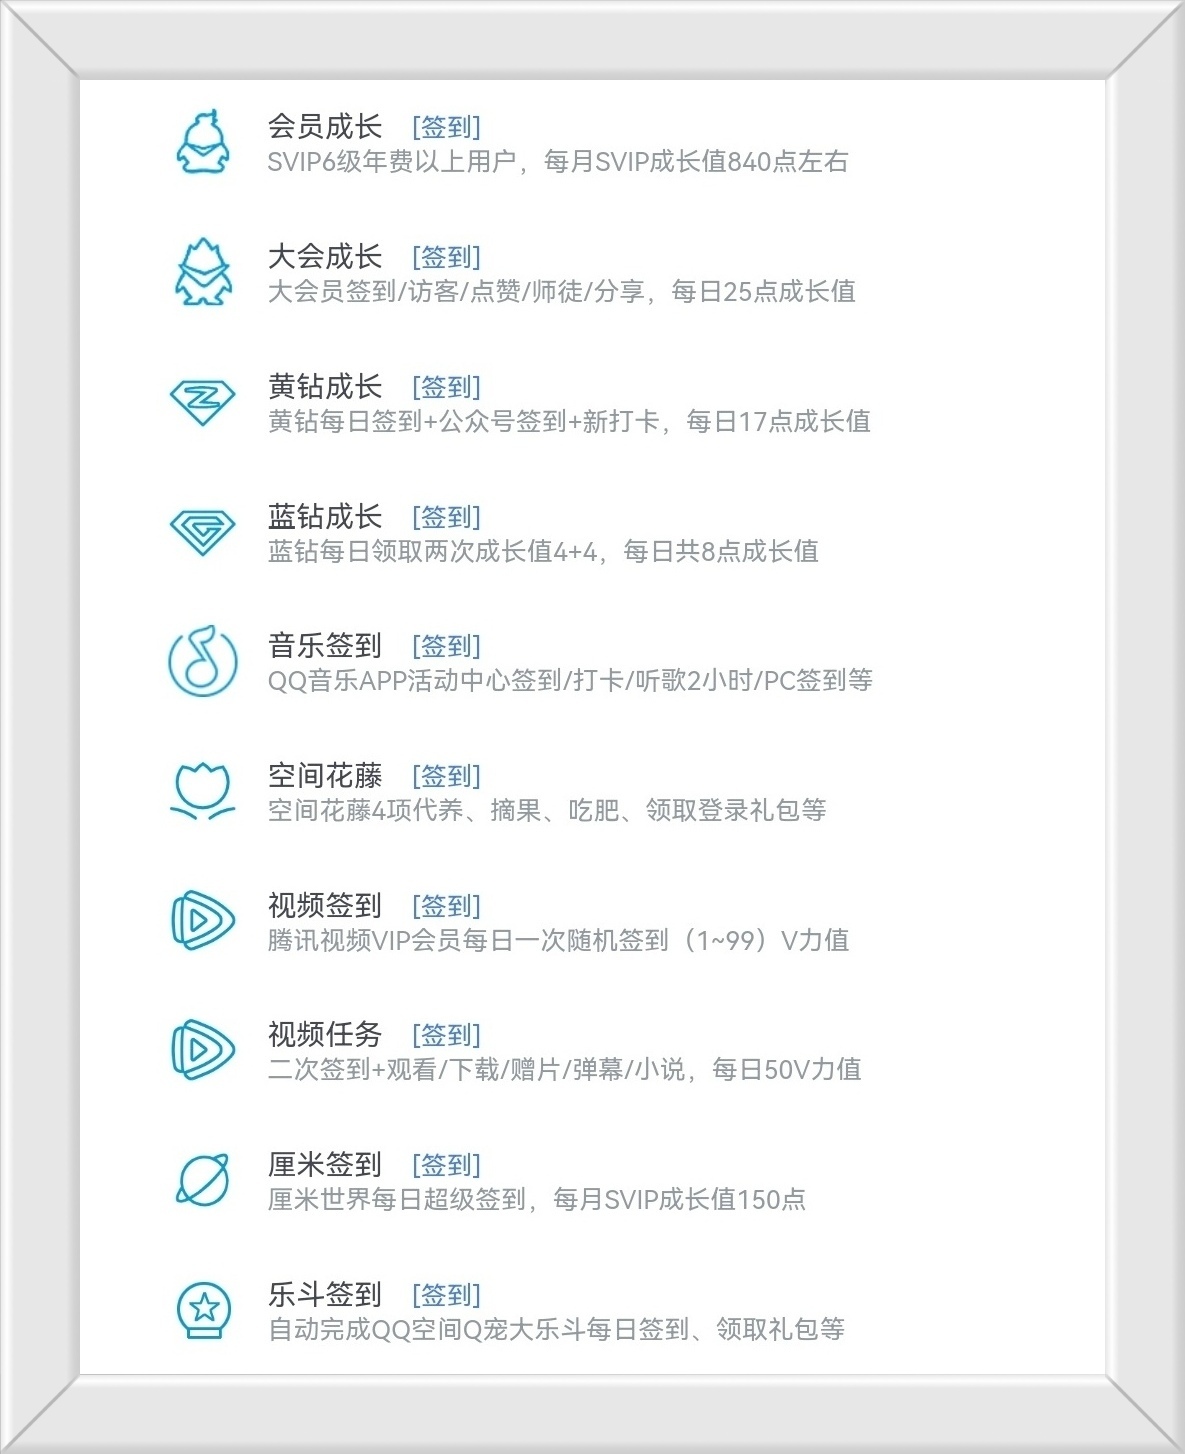 会员成长 [签到]
SVIP6级年费以上用户，每月SVIP成长值840点左右
大会成长 [签到]
大会员签到/访客/点赞/师徒/分享，每日25点成长值
黄钻成长 [签到]
黄钻每日签到+公众号签到+新打卡，每日17点成长值
蓝钻成长 [签到]
蓝钻每日领取两次成长值4+4，每日共8点成长值
音乐签到 [签到]
QQ音乐APP活动中心签到/打卡/听歌2小时/PC签到等
空间花藤 [签到]
空间花藤4项代养、摘果、吃肥、领取登录礼包等
视频签到 [签到]
腾讯视频VIP会员每日一次随机签到（1~99）V力值
视频任务 [签到]
二次签到+观看/下载/赠片/弹幕/小说，每日50V力值
厘米签到 [签到]
厘米世界每日超级签到，每月SVIP成长值150点
乐斗签到 [签到]
自动完成QQ空间Q宠大乐斗每日签到、领取礼包等